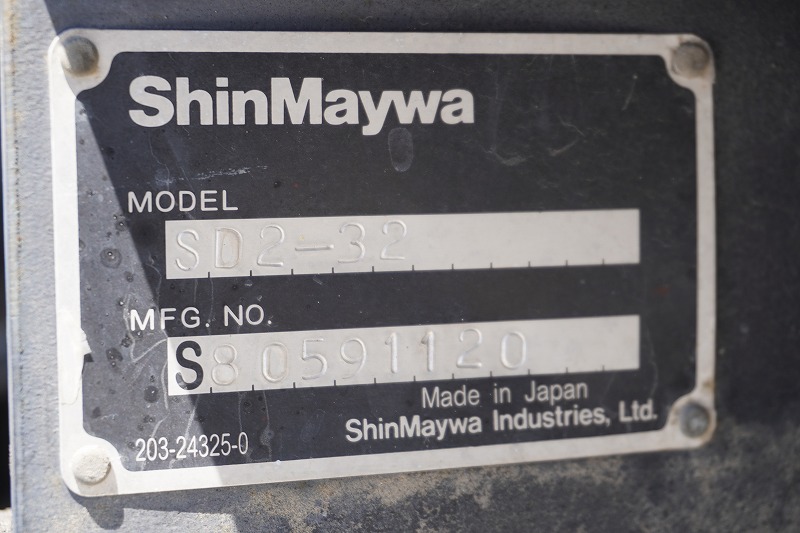 ShinMaywa
MODEL
SD2-32
MFG. NO.
S80591120
Made in Japan
ShinMaywa Industries, Ltd.
203-24325-0